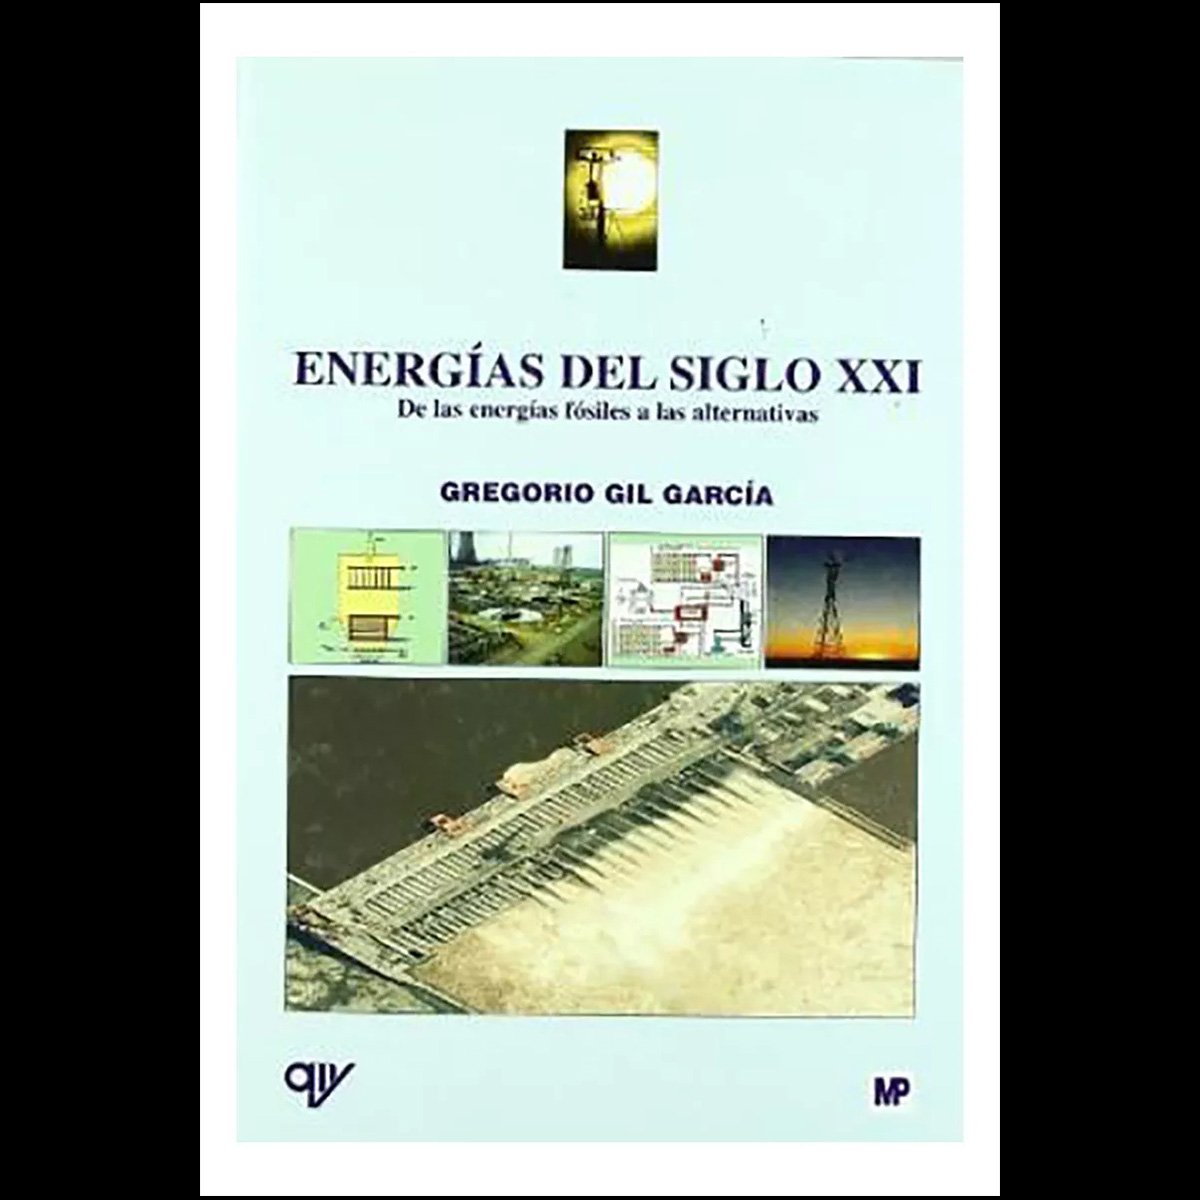 ENERGÍAS DEL SIGLO XXI
De las energías fósiles a las alternativas
GREGORIO GIL GARCÍA
MP